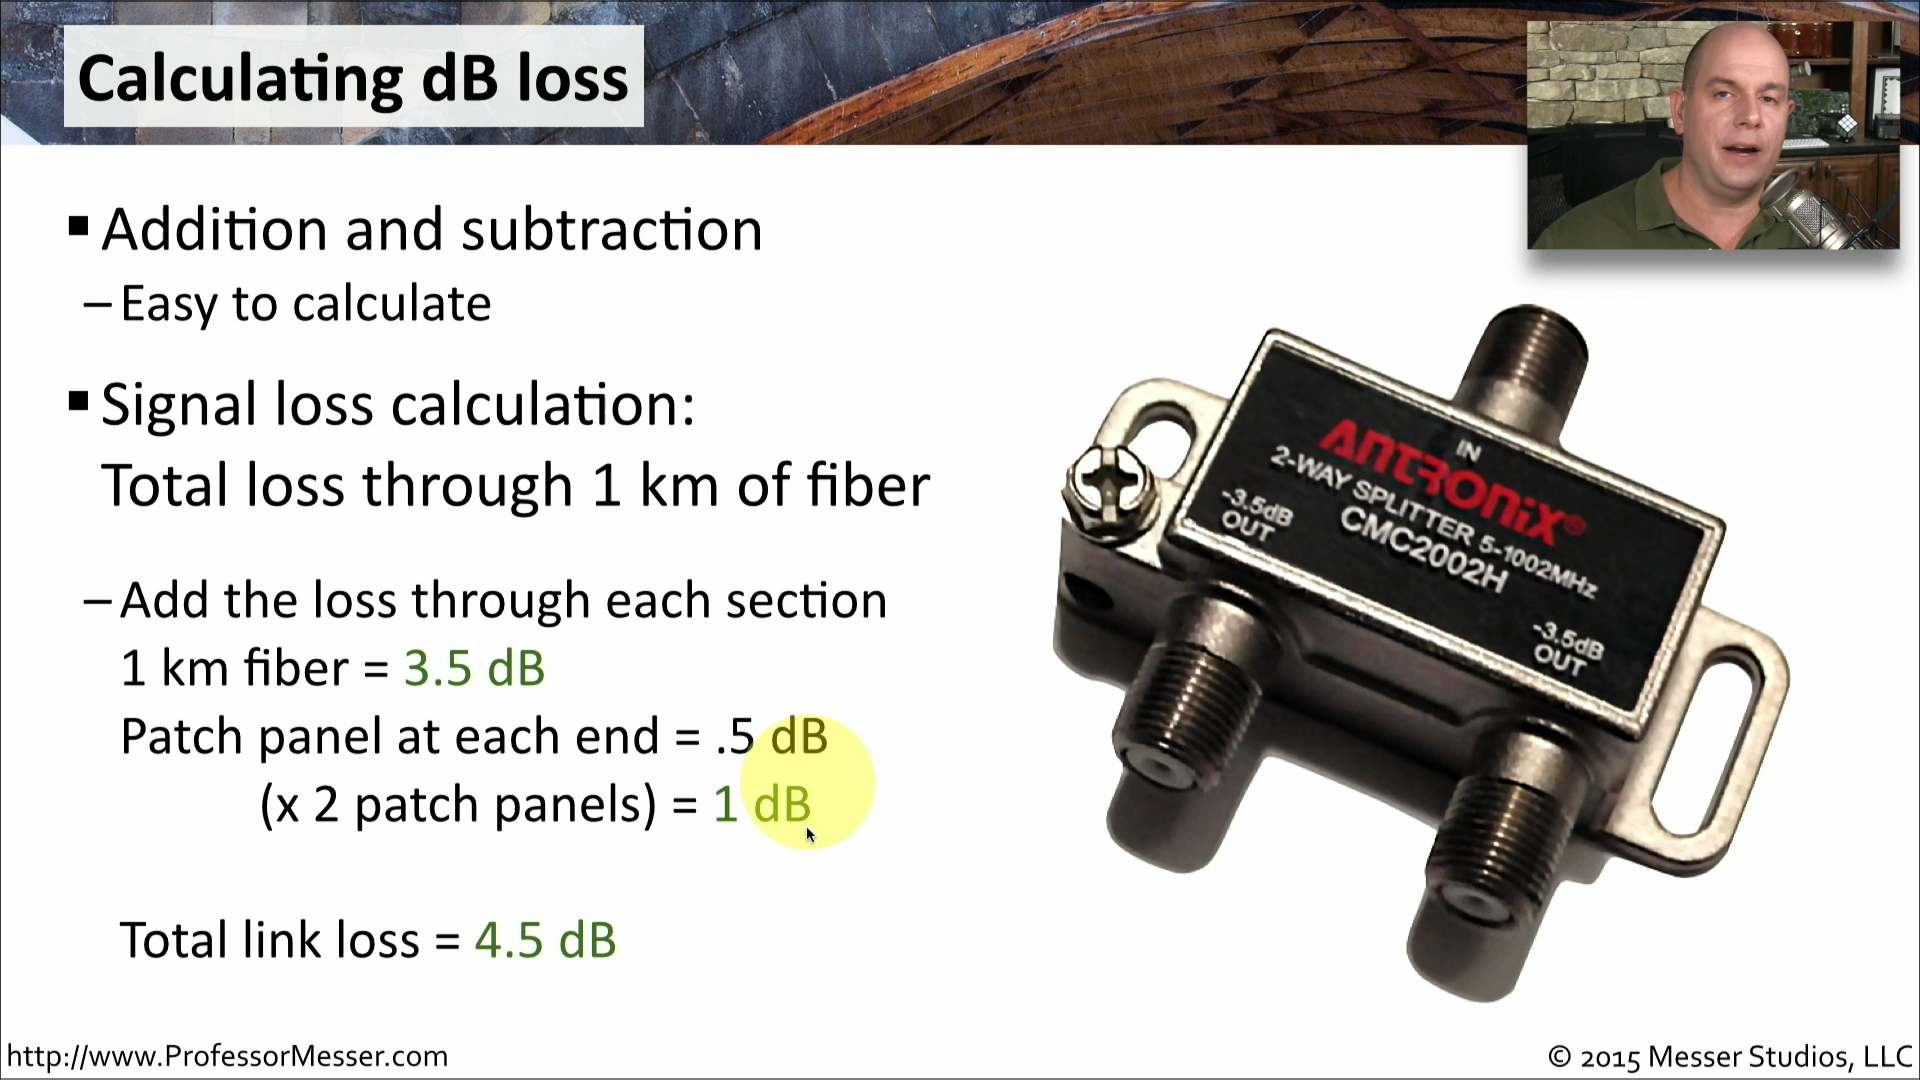 Calculating dB loss
▪ Addition and subtraction
– Easy to calculate
▪ Signal loss calculation:
Total loss through 1 km of fiber
– Add the loss through each section
1 km fiber = 3.5 dB
Patch panel at each end = .5 dB
(x 2 patch panels) = 1 dB
Total link loss = 4.5 dB
IN
ANTRONIX®
2-WAY SPLITTER 5-1002MHz
CMC2002H
-3.5dB
OUT
-3.5dB
OUT
http://www.ProfessorMesser.com
© 2015 Messer Studios, LLC